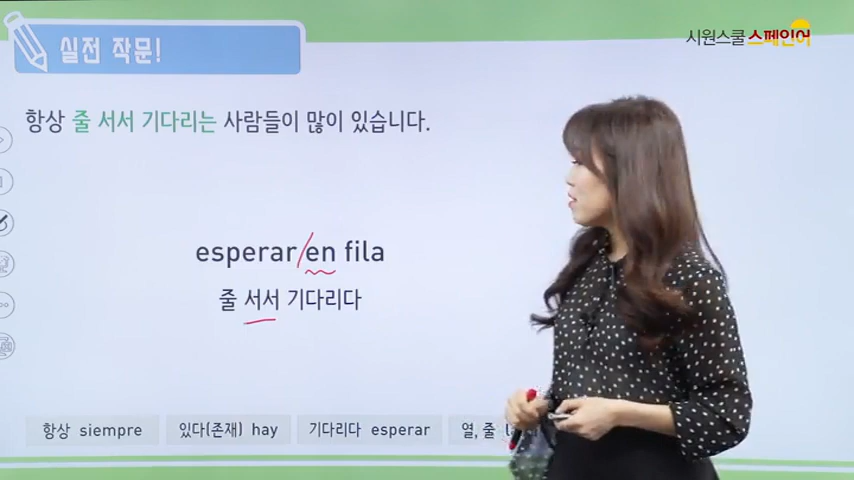 시원스쿨 스페인어
실전 작문!
항상 줄 서서 기다리는 사람들이 많이 있습니다.
esperar en fila
줄 서서 기다리다
항상 siempre
있다(존재) hay
기다리다 esperar
열, 줄